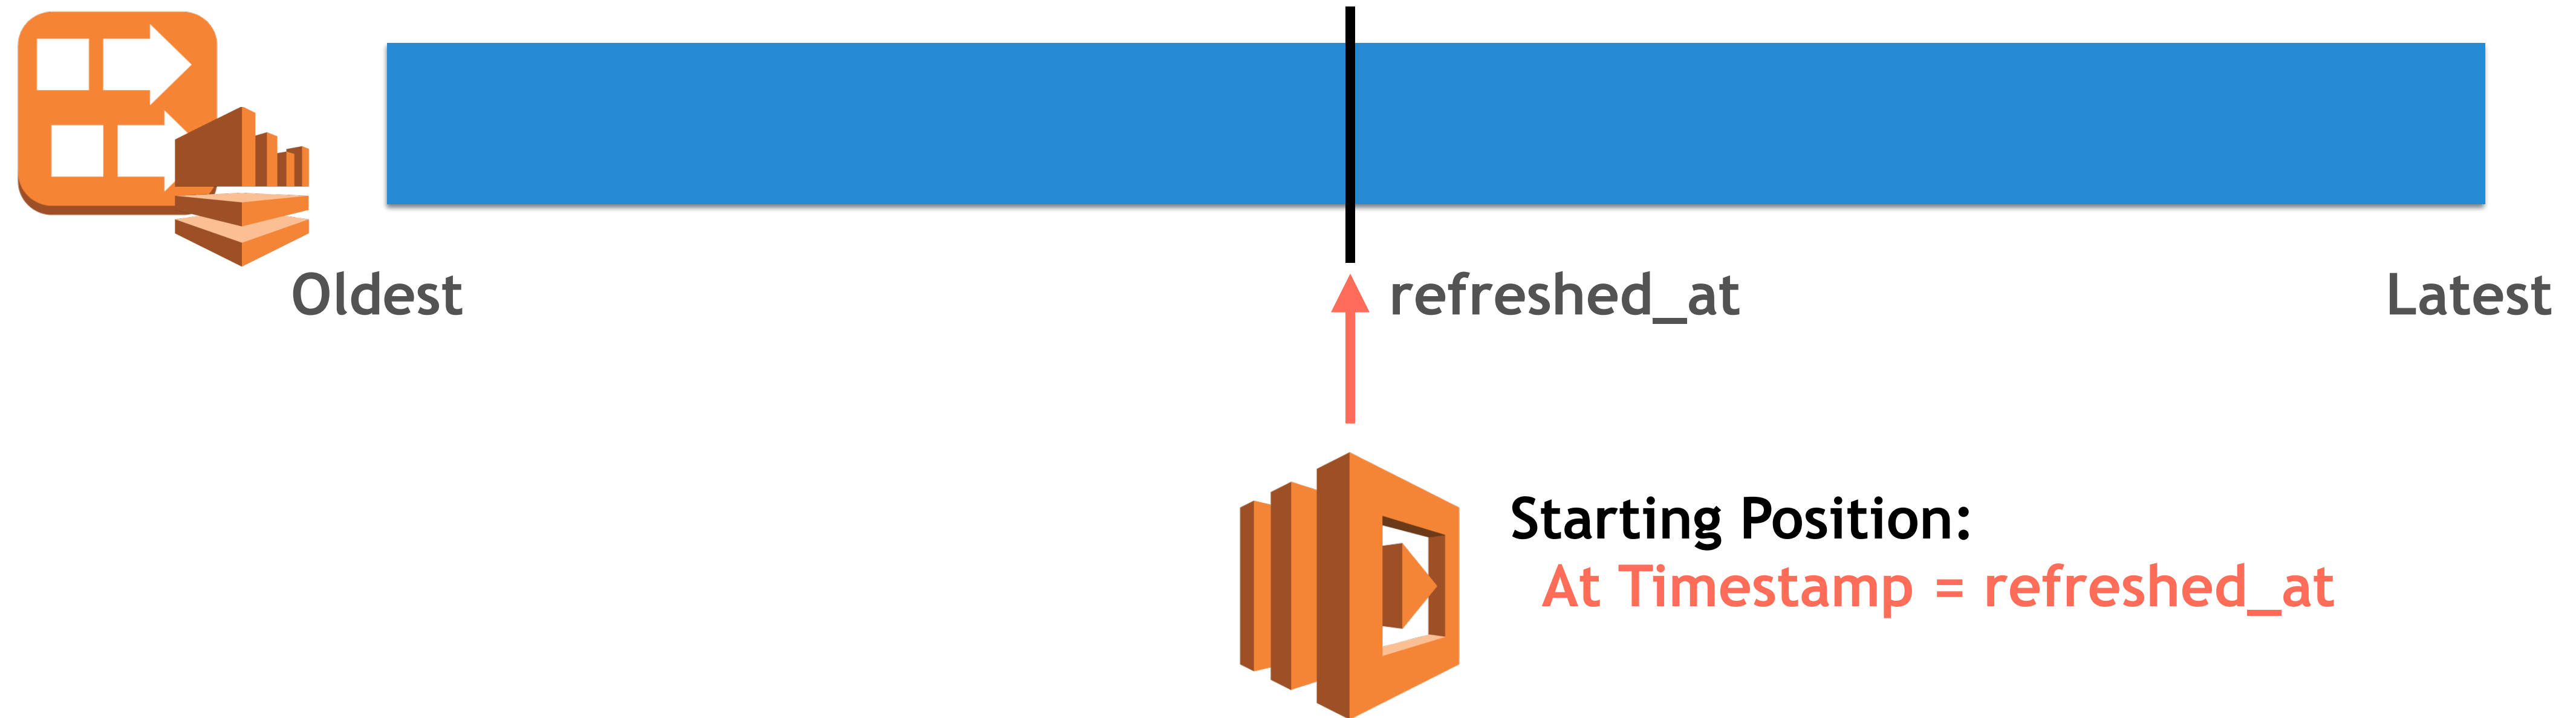 Oldest
refreshed_at
Latest
Starting Position:
At Timestamp = refreshed_at